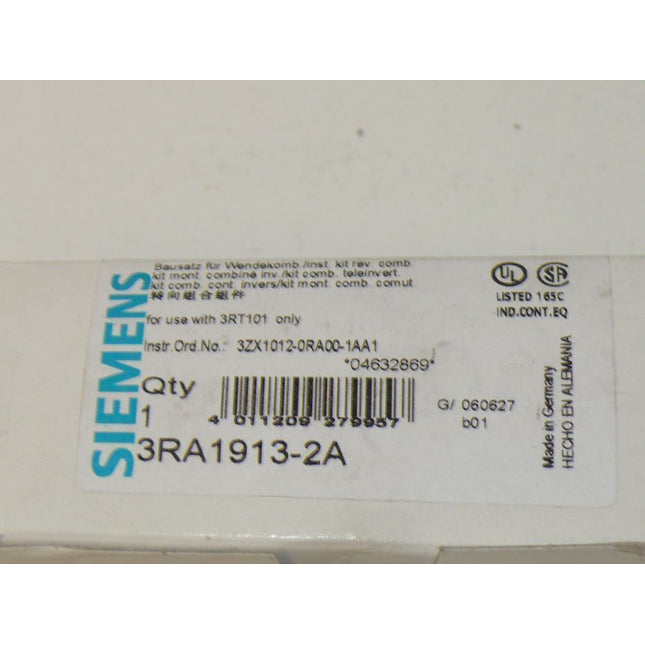 SIEMENS
Bausatz für Wendekomb./Inst. kit rev. comb.
kit mont. combiné inv./kit comb. teleinvert.
kit comb. cont. invers/kit mont. comb. comut.
转向组合组件
for use with 3RT101 only
Instr.Ord.No.: 3ZX1012-0RA00-1AA1
*04632869*
Qty
1
4 011209 279957
3RA1913-2A
G/ 060627
b01
UL
SA
LISTED 165C
IND.CONT.EQ
Made in Germany
HECHO EN ALEMANIA